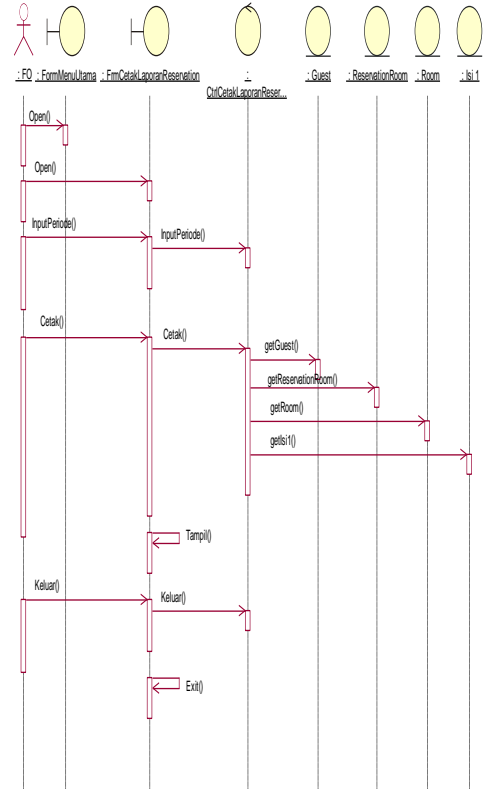 : FO
: FormMenuUtama
: FrmCetakLaporanReservation
:
CtrlCetakLaporanReser...
: Guest
: ReservationRoom
: Room
: Isi 1
Open()
Open()
InputPeriode()
InputPeriode()
Cetak()
Cetak()
getGuest()
getReservationRoom()
getRoom()
getIsi1()
Tampil()
Keluar()
Keluar()
Exit()